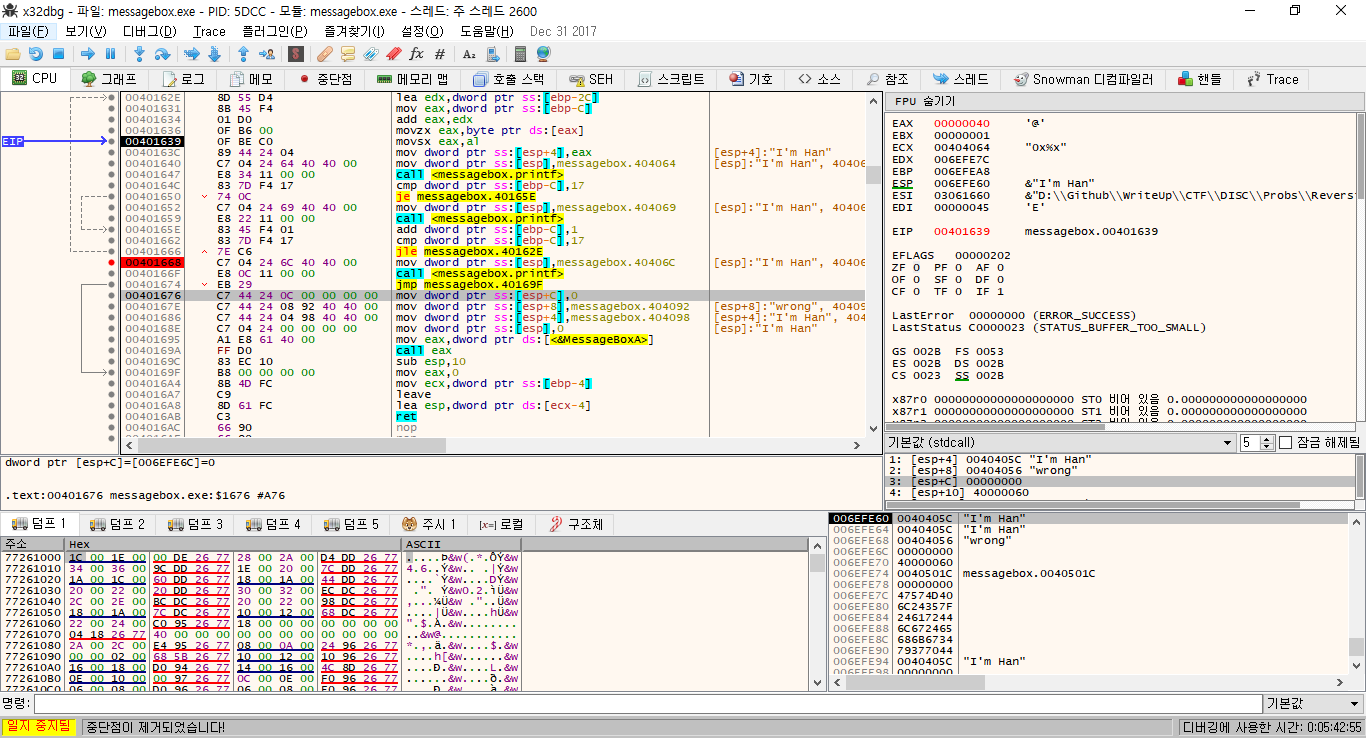 x32dbg - 파일: messagebox.exe - PID: 5DCC - 모듈: messagebox.exe - 스레드: 주 스레드 2600
파일(F) 보기(V) 디버그(D) Trace 플러그인(P) 즐겨찾기(I) 설정(O) 도움말(H) Dec 31 2017
CPU 그래프 로그 메모 중단점 메모리 맵 호출 스택 SEH 스크립트 기호 소스 참조 스레드 Snowman 디컴파일러 핸들 Trace
0040162E 8D 55 D4 lea edx,dword ptr ss:[ebp-2C]
00401631 8B 45 F4 mov eax,dword ptr ss:[ebp-C]
00401634 01 D0 add eax,edx
00401636 0F B6 00 movzx eax,byte ptr ds:[eax]
EIP 00401639 0F BE C0 movsx eax,al
0040163C 89 44 24 04 mov dword ptr ss:[esp+4],eax [esp+4]:"I'm Han"
00401640 C7 04 24 64 40 40 00 mov dword ptr ss:[esp],messagebox.404064 [esp]:"I'm Han", 40406
00401647 E8 34 11 00 00 call <messagebox.printf>
0040164C 83 7D F4 17 cmp dword ptr ss:[ebp-C],17
00401650 74 0C je messagebox.40165E
00401652 C7 04 24 69 40 40 00 mov dword ptr ss:[esp],messagebox.404069 [esp]:"I'm Han", 40406
00401659 E8 22 11 00 00 call <messagebox.printf>
0040165E 83 45 F4 01 add dword ptr ss:[ebp-C],1
00401662 83 7D F4 17 cmp dword ptr ss:[ebp-C],17
00401666 7E C6 jle messagebox.40162E
00401668 C7 04 24 6C 40 40 00 mov dword ptr ss:[esp],messagebox.40406C [esp]:"I'm Han", 40406
0040166F E8 0C 11 00 00 call <messagebox.printf>
00401674 EB 29 jmp messagebox.40169F
00401676 C7 44 24 0C 00 00 00 00 mov dword ptr ss:[esp+C],0
0040167E C7 44 24 08 92 40 40 00 mov dword ptr ss:[esp+8],messagebox.404092 [esp+8]:"wrong", 40409
00401686 C7 44 24 04 98 40 40 00 mov dword ptr ss:[esp+4],messagebox.404098 [esp+4]:"I'm Han", 404
0040168E C7 04 24 00 00 00 00 mov dword ptr ss:[esp],0 [esp]:"I'm Han"
00401695 A1 E8 61 40 00 mov eax,dword ptr ds:[<&MessageBoxA>]
0040169A FF D0 call eax
0040169C 83 EC 10 sub esp,10
0040169F B8 00 00 00 00 mov eax,0
004016A4 8B 4D FC mov ecx,dword ptr ss:[ebp-4]
004016A7 C9 leave
004016A8 8D 61 FC lea esp,dword ptr ds:[ecx-4]
004016AB C3 ret
004016AC 66 90 nop
FPU 숨기기
EAX 00000040 '@'
EBX 00000001
ECX 00404064 "0x%x"
EDX 006EFE7C
EBP 006EFEA8
ESP 006EFE60 &"I'm Han"
ESI 03061660 &"D:\\Github\\WriteUp\\CTF\\DISC\\Probs\\Revers
EDI 00000045 'E'
EIP 00401639 messagebox.00401639
EFLAGS 00000202
ZF 0 PF 0 AF 0
OF 0 SF 0 DF 0
CF 0 TF 0 IF 1
LastError 00000000 (ERROR_SUCCESS)
LastStatus C0000023 (STATUS_BUFFER_TOO_SMALL)
GS 002B FS 0053
ES 002B DS 002B
CS 0023 SS 002B
x87r0 00000000000000000000 ST0 비어 있음 0.000000000000000000
x87r1 00000000000000000000 ST1 비어 있음 0.000000000000000000
기본값 (stdcall) 5 잠금 해제됨
1: [esp+4] 0040405C "I'm Han"
2: [esp+8] 00404056 "wrong"
3: [esp+C] 00000000
4: [esp+10] 40000060
dword ptr [esp+C]=[006EFE6C]=0
.text:00401676 messagebox.exe:$1676 #A76
덤프 1 덤프 2 덤프 3 덤프 4 덤프 5 주시 1 [x=] 로컬 구조체
주소 Hex ASCII
77261000 1C 00 1E 00 00 DE 26 77 28 00 2A 00 D4 DD 26 77 .....Þ&w(.*.ÔÝ&w
77261010 34 00 36 00 9C DD 26 77 1E 00 20 00 7C DD 26 77 4.6..Ý&w.. .|Ý&w
77261020 1A 00 1C 00 60 DD 26 77 18 00 1A 00 44 DD 26 77 ....`Ý&w....DÝ&w
77261030 20 00 22 00 20 DD 26 77 30 00 32 00 EC DC 26 77 .". Ý&w0.2.ìÜ&w
77261040 2C 00 2E 00 BC DC 26 77 20 00 22 00 98 DC 26 77 ,...¼Ü&w ."..Ü&w
77261050 18 00 1A 00 7C DC 26 77 10 00 12 00 68 DC 26 77 ....|Ü&w....hÜ&w
77261060 22 00 24 00 C0 95 26 77 18 00 00 00 00 00 00 00 ".$.À.&w........
77261070 04 18 26 77 40 00 00 00 00 00 00 00 00 00 00 00 ..&w@...........
77261080 2A 00 2C 00 E4 95 26 77 08 00 0A 00 24 96 26 77 *.,.ä.&w....$.&w
77261090 00 00 02 00 68 5B 26 77 10 00 12 00 10 96 26 77 ....h[&w......&w
772610A0 16 00 18 00 D0 94 26 77 14 00 16 00 4C 8D 26 77 ....Ð.&w....L.&w
772610B0 0E 00 10 00 00 97 26 77 0C 00 0E 00 F0 96 26 77 ......&w....ð.&w
772610C0 06 00 08 00 D0 96 26 77 06 00 08 00 E0 96 26 77
006EFE60 0040405C "I'm Han"
006EFE64 0040405C "I'm Han"
006EFE68 00404056 "wrong"
006EFE6C 00000000
006EFE70 40000060
006EFE74 0040501C messagebox.0040501C
006EFE78 00000000
006EFE7C 47574D40
006EFE80 6C24357F
006EFE84 24617244
006EFE88 6C672465
006EFE8C 686B6734
006EFE90 79377044
006EFE94 0040405C "I'm Han"
006EFE98 00000000
명령: 기본값
일지 중지됨 중단점이 제거되었습니다! 디버깅에 사용한 시간: 0:05:42:55